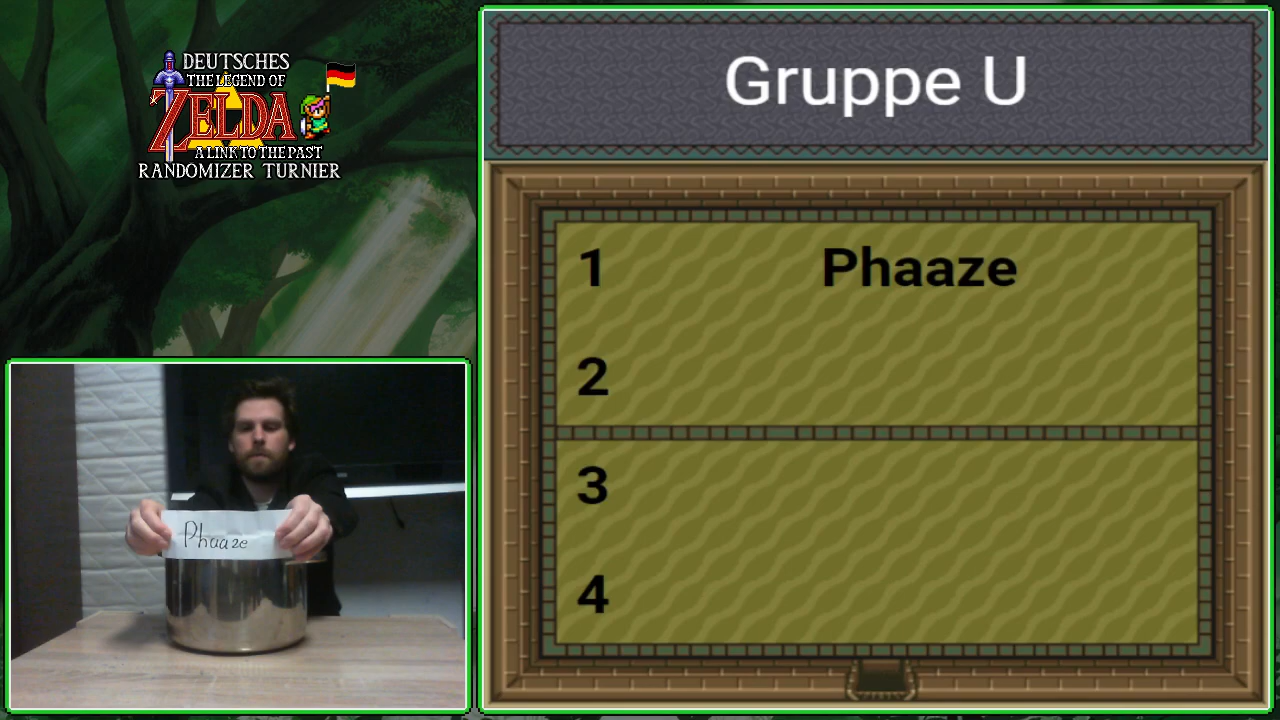 DEUTSCHES
THE LEGEND OF
ZELDA
A LINK TO THE PAST
RANDOMIZER TURNIER
Gruppe U
1 Phaaze
2
3
4
Phaaze